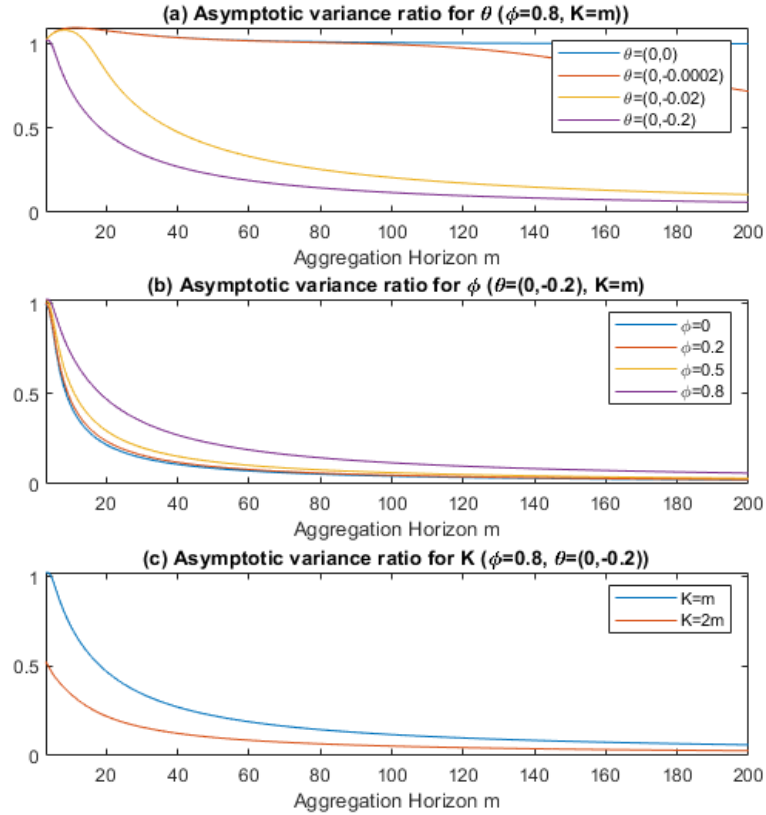 (a) Asymptotic variance ratio for θ (ϕ=0.8, K=m))
1
0.5
0
θ=(0,0)
θ=(0,-0.0002)
θ=(0,-0.02)
θ=(0,-0.2)
20 40 60 80 100 120 140 160 180 200
Aggregation Horizon m
(b) Asymptotic variance ratio for ϕ (θ=(0,-0.2), K=m)
1
0.5
0
ϕ=0
ϕ=0.2
ϕ=0.5
ϕ=0.8
20 40 60 80 100 120 140 160 180 200
Aggregation Horizon m
(c) Asymptotic variance ratio for K (ϕ=0.8, θ=(0,-0.2))
1
0.5
0
K=m
K=2m
20 40 60 80 100 120 140 160 180 200
Aggregation Horizon m